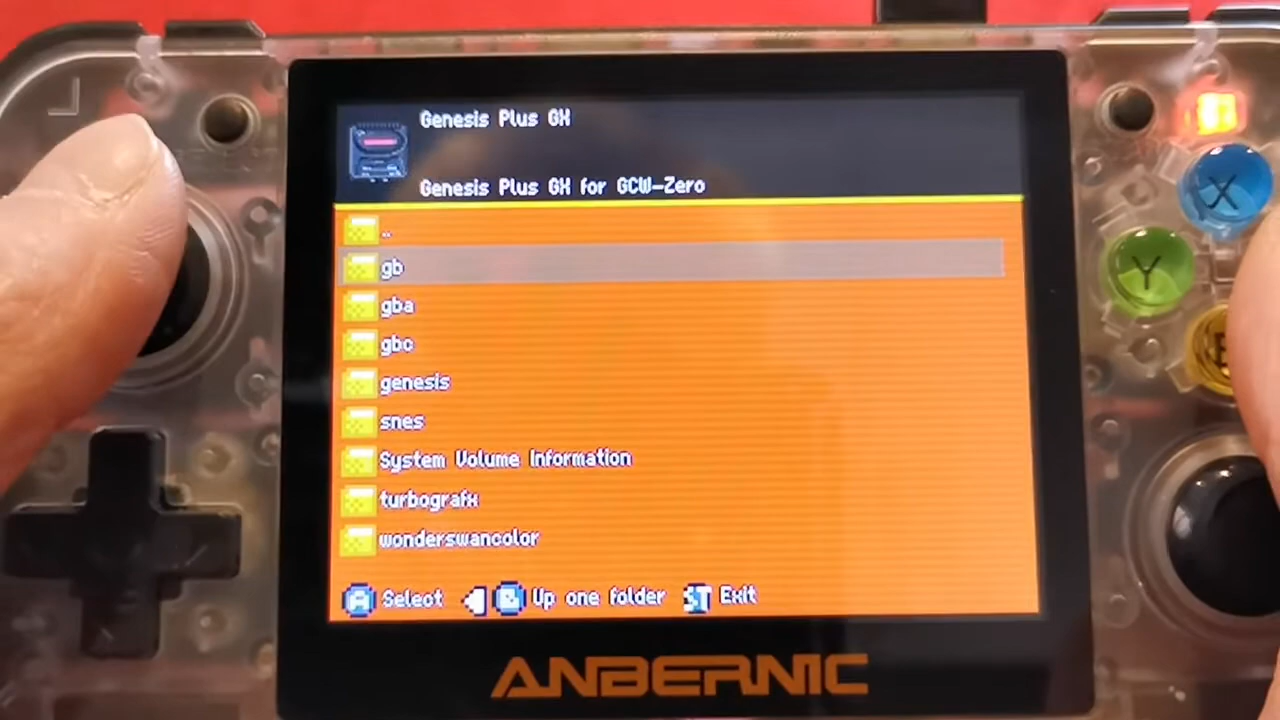 Genesis Plus GX
Genesis Plus GX for GCW-Zero
..
gb
gba
gbc
genesis
snes
System Volume Information
turbografx
wonderswancolor
A Select B Up one folder ST Exit
X
Y
B
ANBERNIC